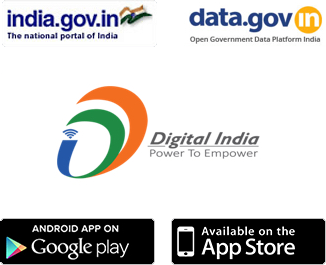 india.gov.in
The national portal of India
data.gov in
Open Government Data Platform India
Digital India
Power To Empower
ANDROID APP ON
Google play
Available on the
App Store